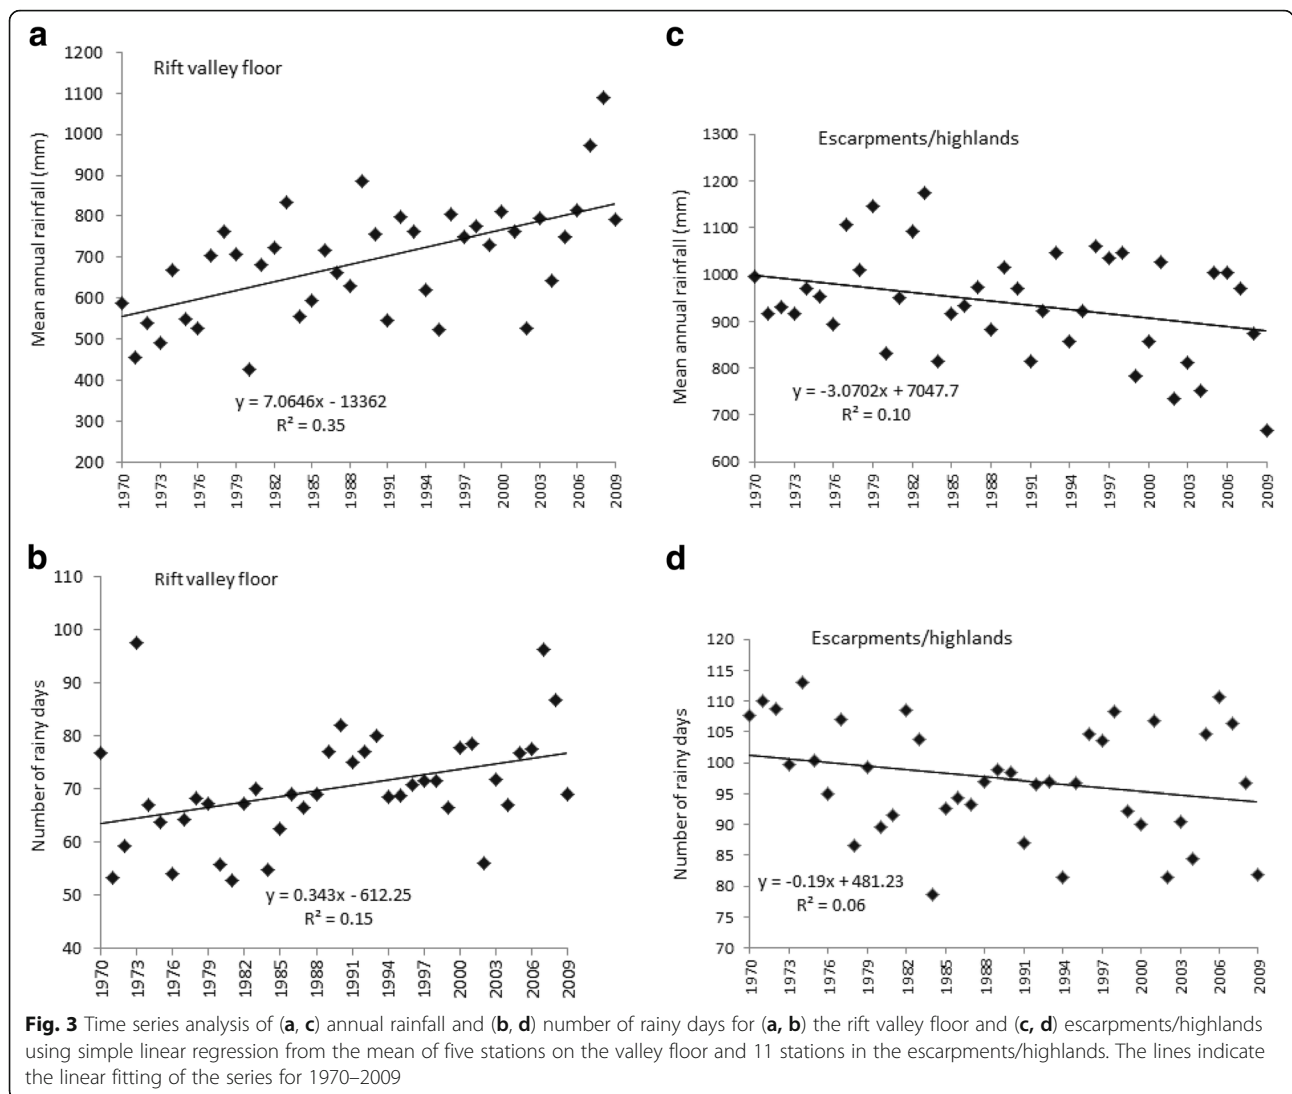 a
Rift valley floor
Mean annual rainfall (mm)
1200
1100
1000
900
800
700
600
500
400
300
200
y = 7.0646x - 13362
R² = 0.35
1970 1973 1976 1979 1982 1985 1988 1991 1994 1997 2000 2003 2006 2009
c
Escarpments/highlands
Mean annual rainfall (mm)
1300
1200
1100
1000
900
800
700
600
y = -3.0702x + 7047.7
R² = 0.10
1970 1973 1976 1979 1982 1985 1988 1991 1994 1997 2000 2003 2006 2009
b
Rift valley floor
Number of rainy days
110
100
90
80
70
60
50
40
y = 0.343x - 612.25
R² = 0.15
1970 1973 1976 1979 1982 1985 1988 1991 1994 1997 2000 2003 2006 2009
d
Escarpments/highlands
Number of rainy days
120
115
110
105
100
95
90
85
80
75
70
y = -0.19x + 481.23
R² = 0.06
1970 1973 1976 1979 1982 1985 1988 1991 1994 1997 2000 2003 2006 2009
Fig. 3 Time series analysis of (a, c) annual rainfall and (b, d) number of rainy days for (a, b) the rift valley floor and (c, d) escarpments/highlands
using simple linear regression from the mean of five stations on the valley floor and 11 stations in the escarpments/highlands. The lines indicate
the linear fitting of the series for 1970–2009